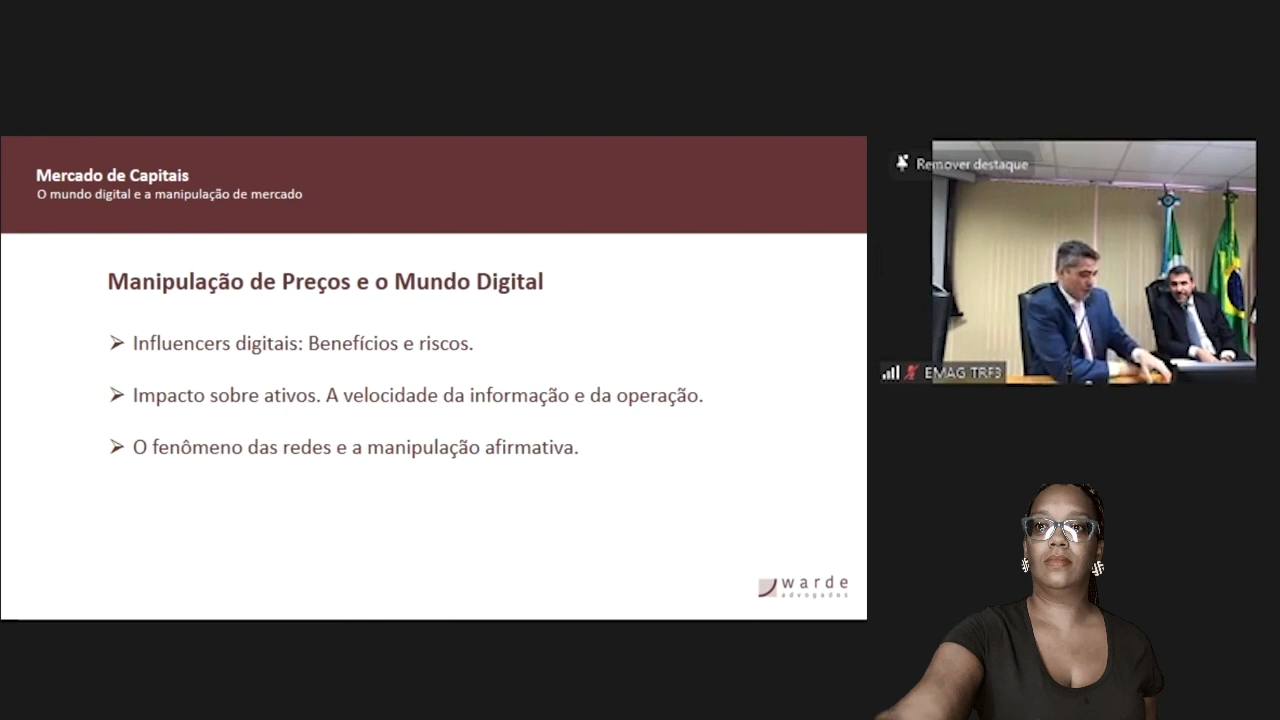 Mercado de Capitais
O mundo digital e a manipulação de mercado
Manipulação de Preços e o Mundo Digital
Influencers digitais: Benefícios e riscos.
Impacto sobre ativos. A velocidade da informação e da operação.
O fenômeno das redes e a manipulação afirmativa.
warde
advogados
Remover destaque
EMAG TRF3